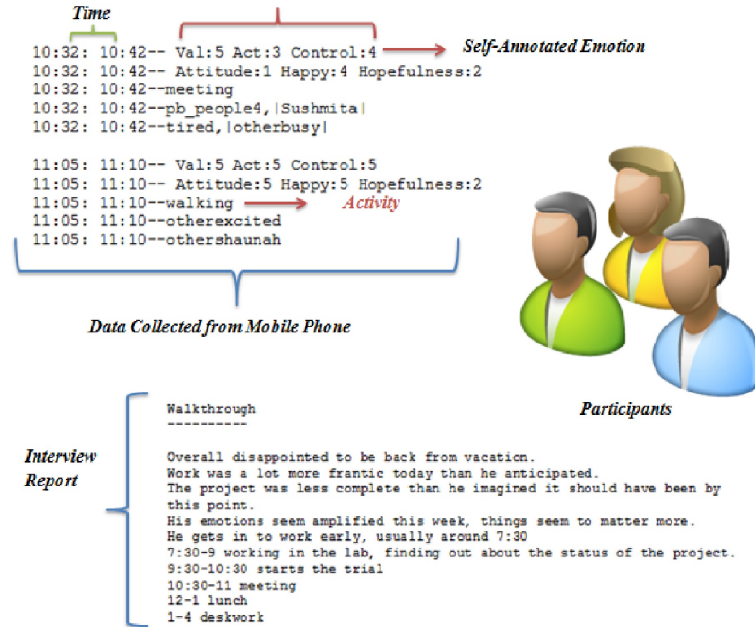 Time
10:32: 10:42-- Val:5 Act:3 Control:4
Self-Annotated Emotion
10:32: 10:42-- Attitude:1 Happy:4 Hopefulness:2
10:32: 10:42--meeting
10:32: 10:42--pb_people4,|Sushmita|
10:32: 10:42--tired,|otherbusy|
11:05: 11:10-- Val:5 Act:5 Control:5
11:05: 11:10-- Attitude:5 Happy:5 Hopefulness:2
11:05: 11:10--walking
Activity
11:05: 11:10--otherexcited
11:05: 11:10--othershaunah
Data Collected from Mobile Phone
Participants
Interview
Report
Walkthrough
----------
Overall disappointed to be back from vacation.
Work was a lot more frantic today than he anticipated.
The project was less complete than he imagined it should have been by
this point.
His emotions seem amplified this week, things seem to matter more.
He gets in to work early, usually around 7:30
7:30-9 working in the lab, finding out about the status of the project.
9:30-10:30 starts the trial
10:30-11 meeting
12-1 lunch
1-4 deskwork